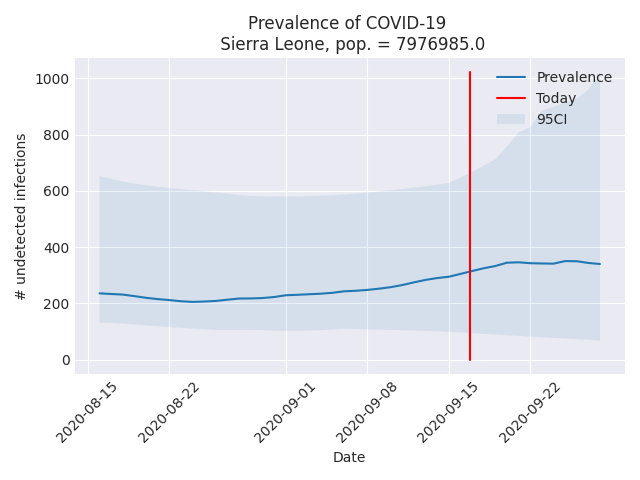 Prevalence of COVID-19
Sierra Leone, pop. = 7976985.0
Prevalence
Today
95CI
# undetected infections
1000
800
600
400
200
0
2020-08-15
2020-08-22
2020-09-01
2020-09-08
2020-09-15
2020-09-22
Date